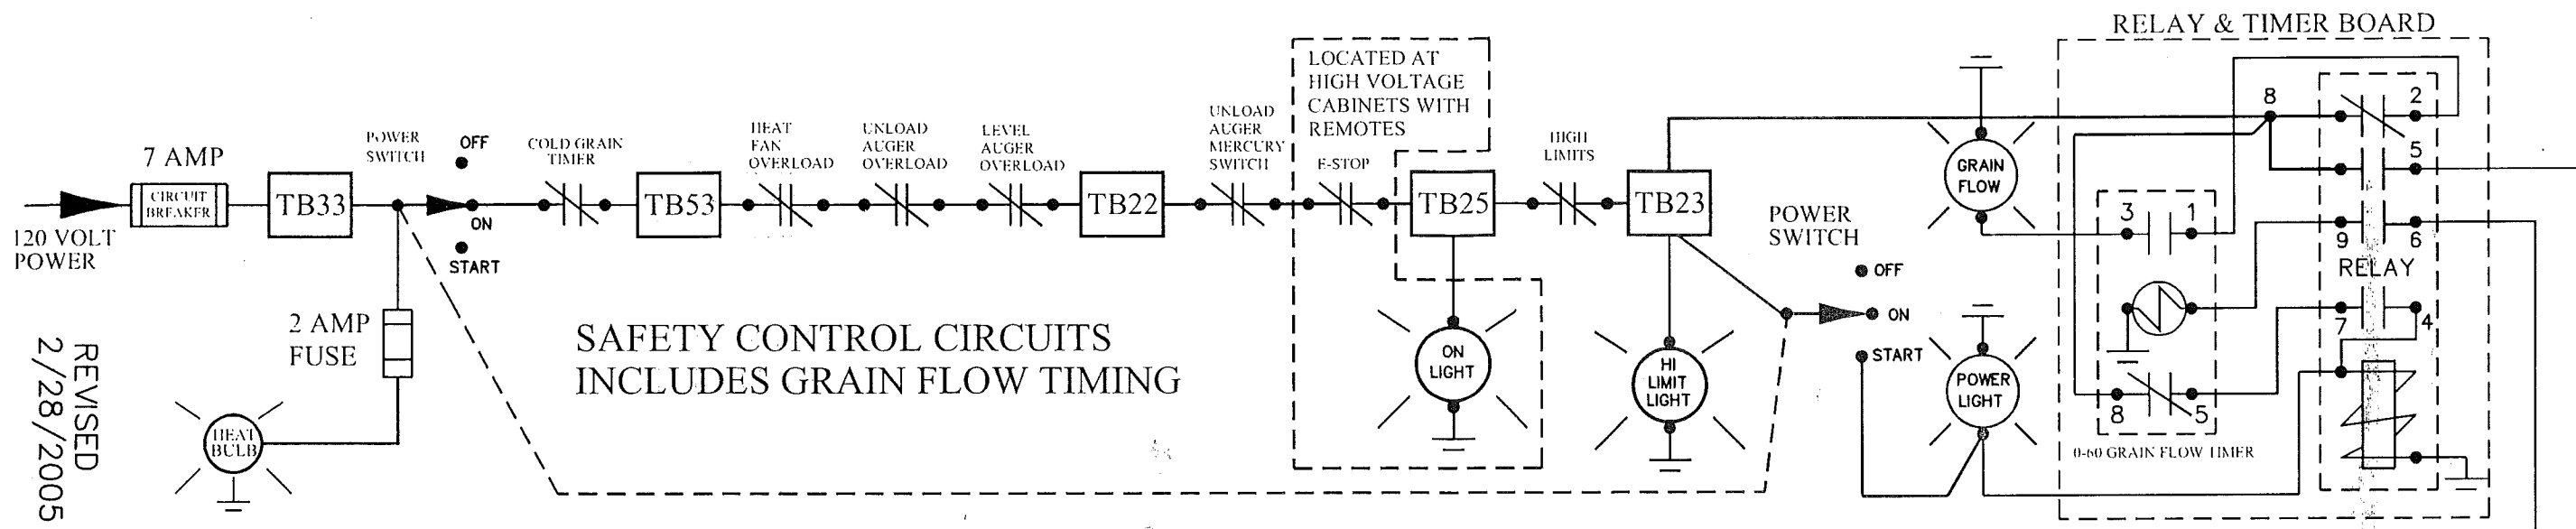 RELAY & TIMER BOARD
LOCATED AT
HIGH VOLTAGE
CABINETS WITH
REMOTES
7 AMP
CIRCUIT
BREAKER
120 VOLT
POWER
TB33
POWER
SWITCH
OFF
ON
START
COLD GRAIN
TIMER
TB53
HEAT
FAN
OVERLOAD
UNLOAD
AUGER
OVERLOAD
LEVEL
AUGER
OVERLOAD
TB22
UNLOAD
AUGER
MERCURY
SWITCH
E-STOP
TB25
HIGH
LIMITS
TB23
POWER
SWITCH
OFF
ON
START
GRAIN
FLOW
8
2
5
3
1
9
6
RELAY
7
4
8
5
0-60 GRAIN FLOW TIMER
POWER
LIGHT
ON
LIGHT
HI
LIMIT
LIGHT
2 AMP
FUSE
HEAT
BULB
SAFETY CONTROL CIRCUITS
INCLUDES GRAIN FLOW TIMING
REVISED
2/28/2005